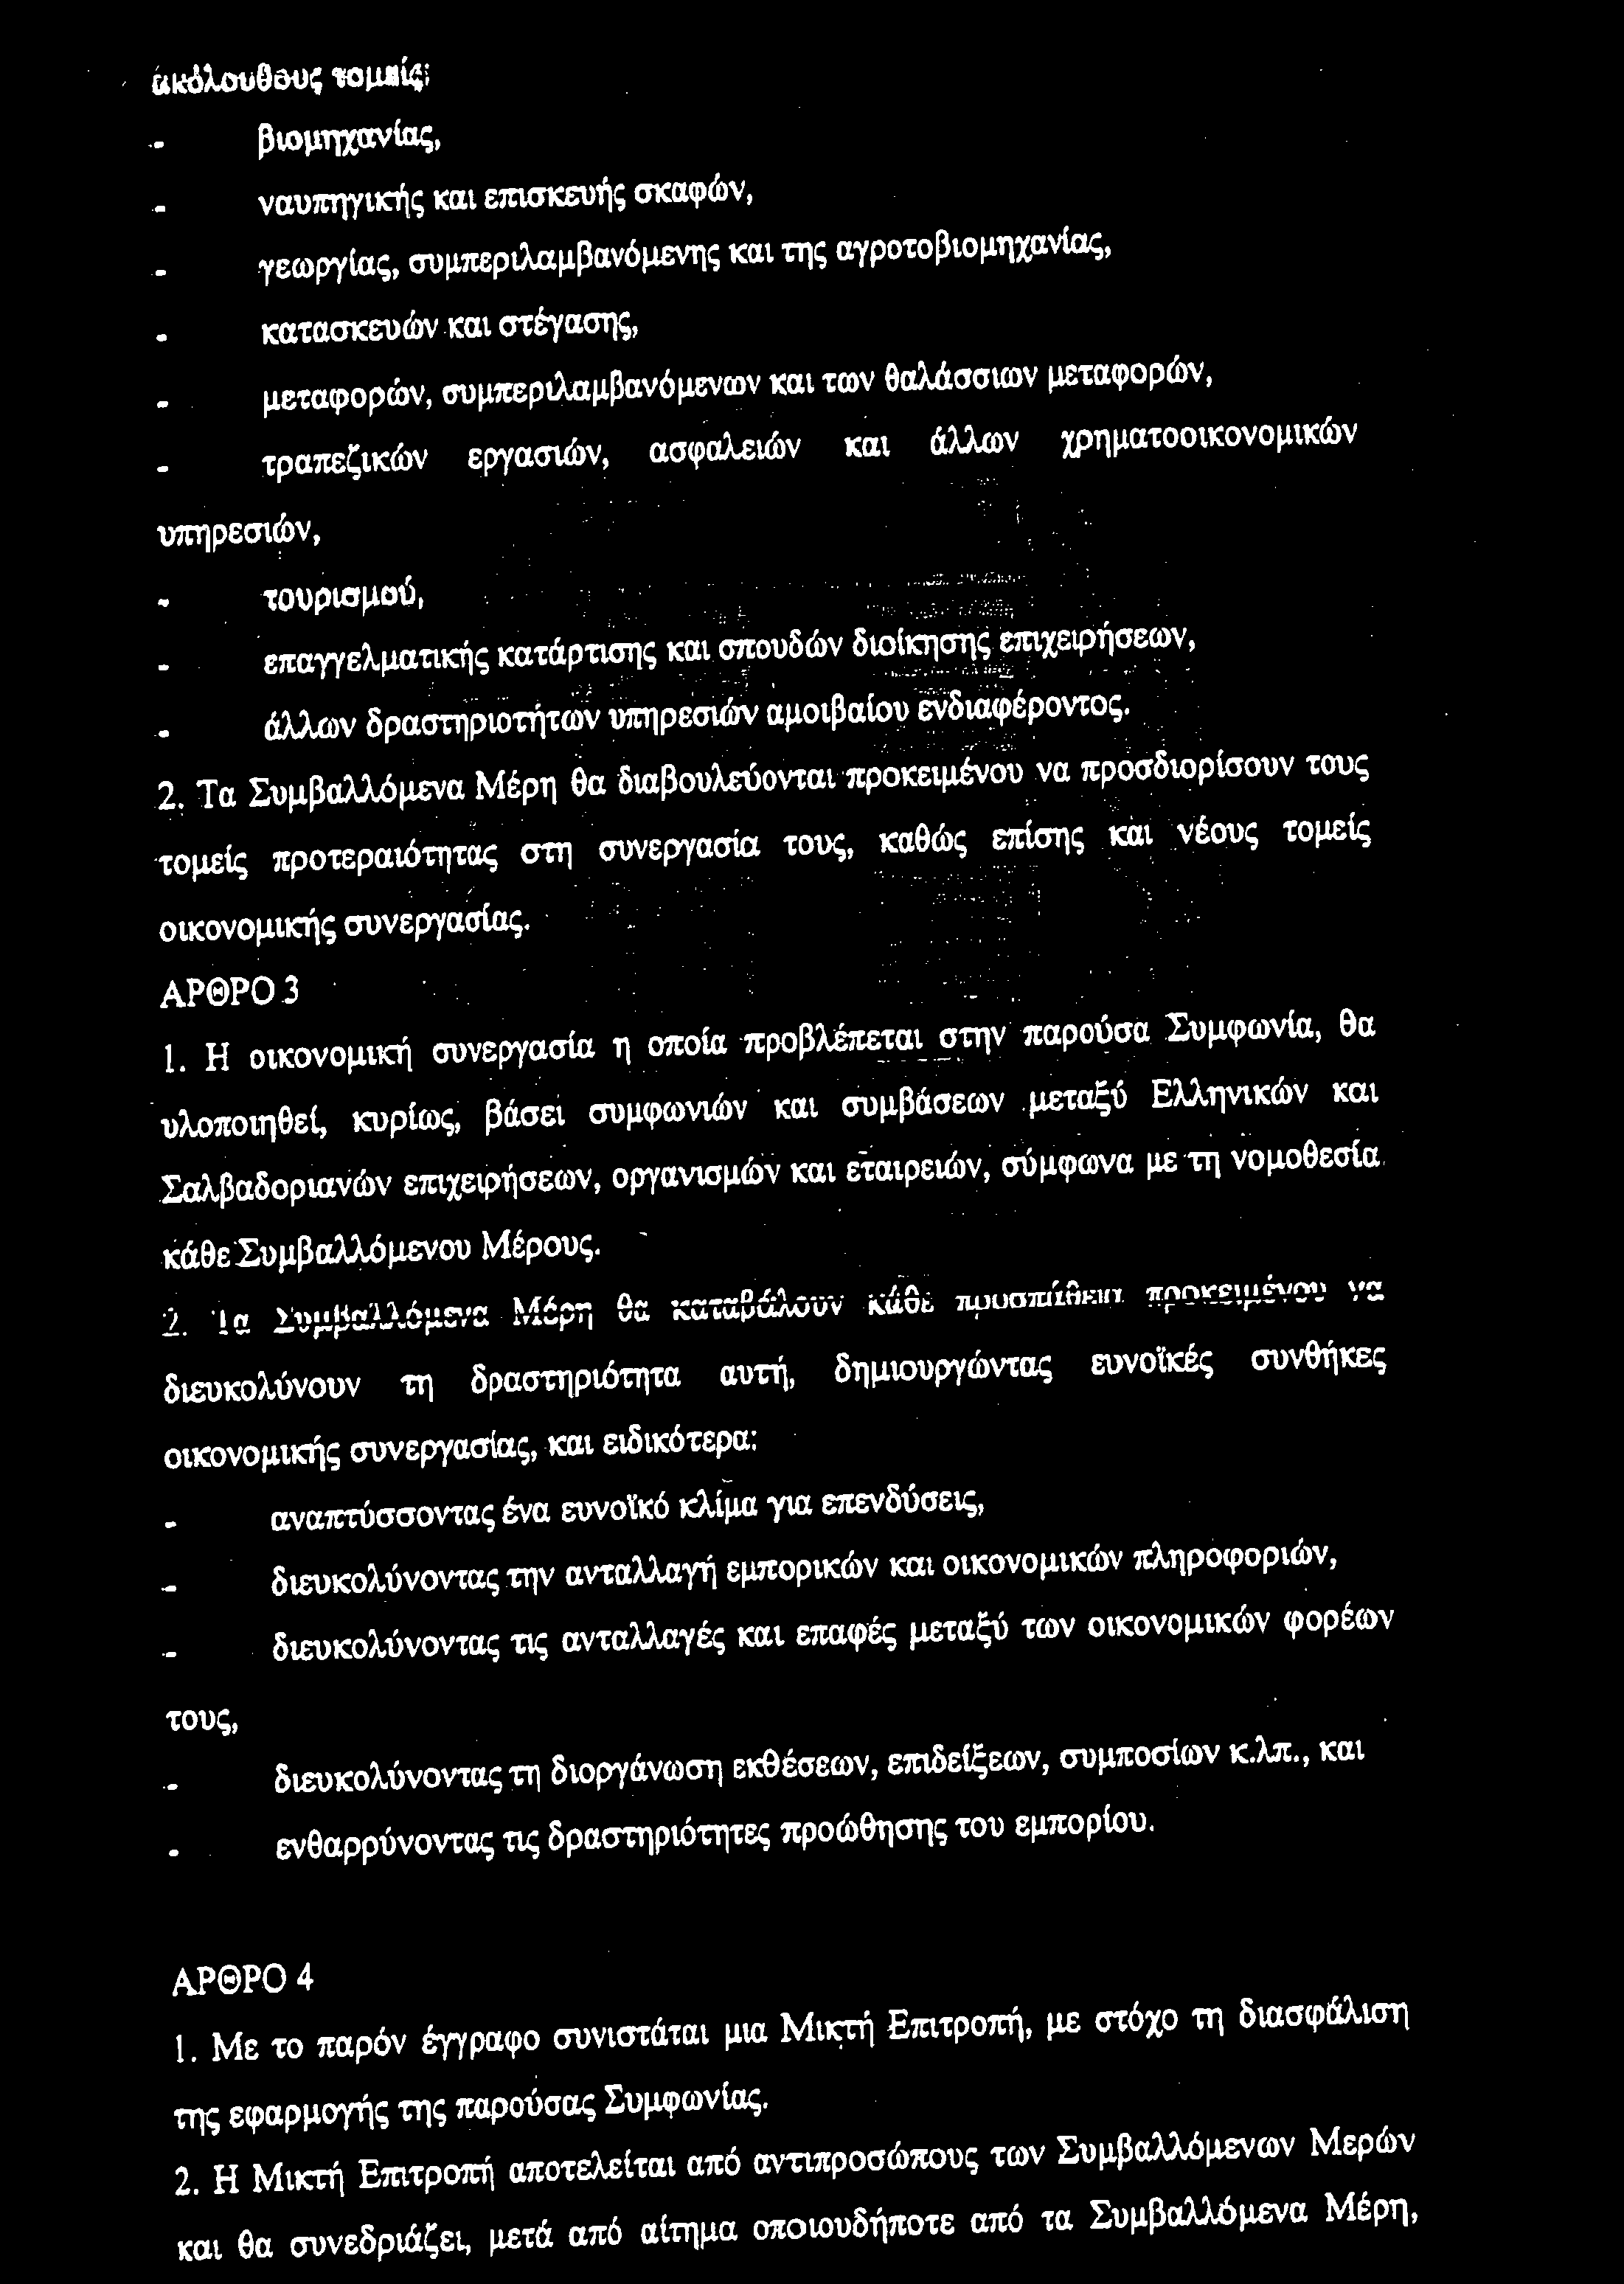 ακόλουθους τομείς:
- βιομηχανίας,
- ναυπηγικής και επισκευής σκαφών,
- γεωργίας, συμπεριλαμβανόμενης και της αγροτοβιομηχανίας,
- κατασκευών και στέγασης,
- μεταφορών, συμπεριλαμβανόμενων και των θαλάσσιων μεταφορών,
- τραπεζικών εργασιών, ασφαλειών και άλλων χρηματοοικονομικών
υπηρεσιών,
- τουρισμού,
- επαγγελματικής κατάρτισης και σπουδών διοίκησης επιχειρήσεων,
- άλλων δραστηριοτήτων υπηρεσιών αμοιβαίου ενδιαφέροντος.
2. Τα Συμβαλλόμενα Μέρη θα διαβουλεύονται προκειμένου να προσδιορίσουν τους
τομείς προτεραιότητας στη συνεργασία τους, καθώς επίσης και νέους τομείς
οικονομικής συνεργασίας.
ΑΡΘΡΟ 3
1. Η οικονομική συνεργασία η οποία προβλέπεται στην παρούσα Συμφωνία, θα
υλοποιηθεί, κυρίως, βάσει συμφωνιών και συμβάσεων μεταξύ Ελληνικών και
Σαλβαδοριανών επιχειρήσεων, οργανισμών και εταιρειών, σύμφωνα με τη νομοθεσία
κάθε Συμβαλλόμενου Μέρους.
2. Τα Συμβαλλόμενα Μέρη θα καταβάλουν κάθε προσπάθεια προκειμένου να
διευκολύνουν τη δραστηριότητα αυτή, δημιουργώντας ευνοϊκές συνθήκες
οικονομικής συνεργασίας, και ειδικότερα:
- αναπτύσσοντας ένα ευνοϊκό κλίμα για επενδύσεις,
- διευκολύνοντας την ανταλλαγή εμπορικών και οικονομικών πληροφοριών,
- διευκολύνοντας τις ανταλλαγές και επαφές μεταξύ των οικονομικών φορέων
τους,
- διευκολύνοντας τη διοργάνωση εκθέσεων, επιδείξεων, συμποσίων κ.λπ., και
- ενθαρρύνοντας τις δραστηριότητες προώθησης του εμπορίου.
ΑΡΘΡΟ 4
1. Με το παρόν έγγραφο συνιστάται μια Μικτή Επιτροπή, με στόχο τη διασφάλιση
της εφαρμογής της παρούσας Συμφωνίας.
2. Η Μικτή Επιτροπή αποτελείται από αντιπροσώπους των Συμβαλλόμενων Μερών
και θα συνεδριάζει, μετά από αίτημα οποιουδήποτε από τα Συμβαλλόμενα Μέρη,